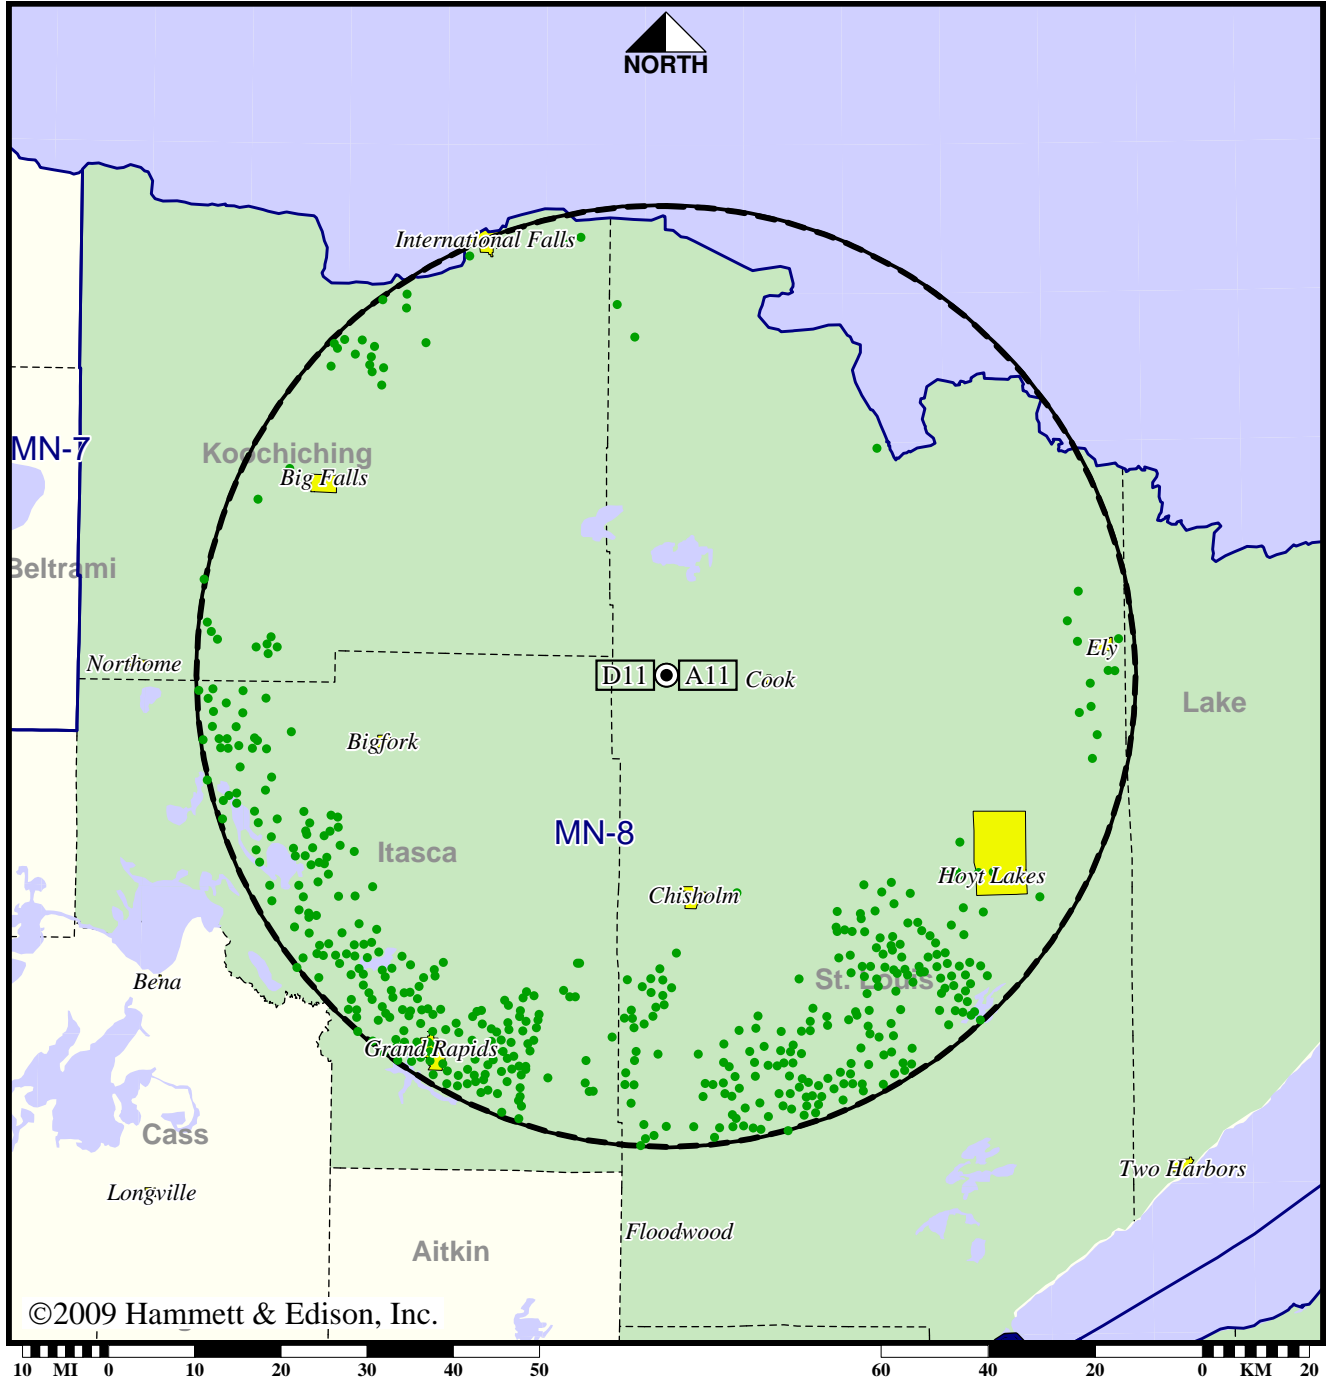 NORTH
International Falls
MN-7
Koochiching
Big Falls
Beltrami
Northome
Ely
D11
A11
Cook
Lake
Bigfork
MN-8
Itasca
Hoyt Lakes
Chisholm
Bena
St. Louis
Grand Rapids
Cass
Two Harbors
Longville
Floodwood
Aitkin
©2009 Hammett & Edison, Inc.
10 MI 0 10 20 30 40 50 60 40 20 0 KM 20